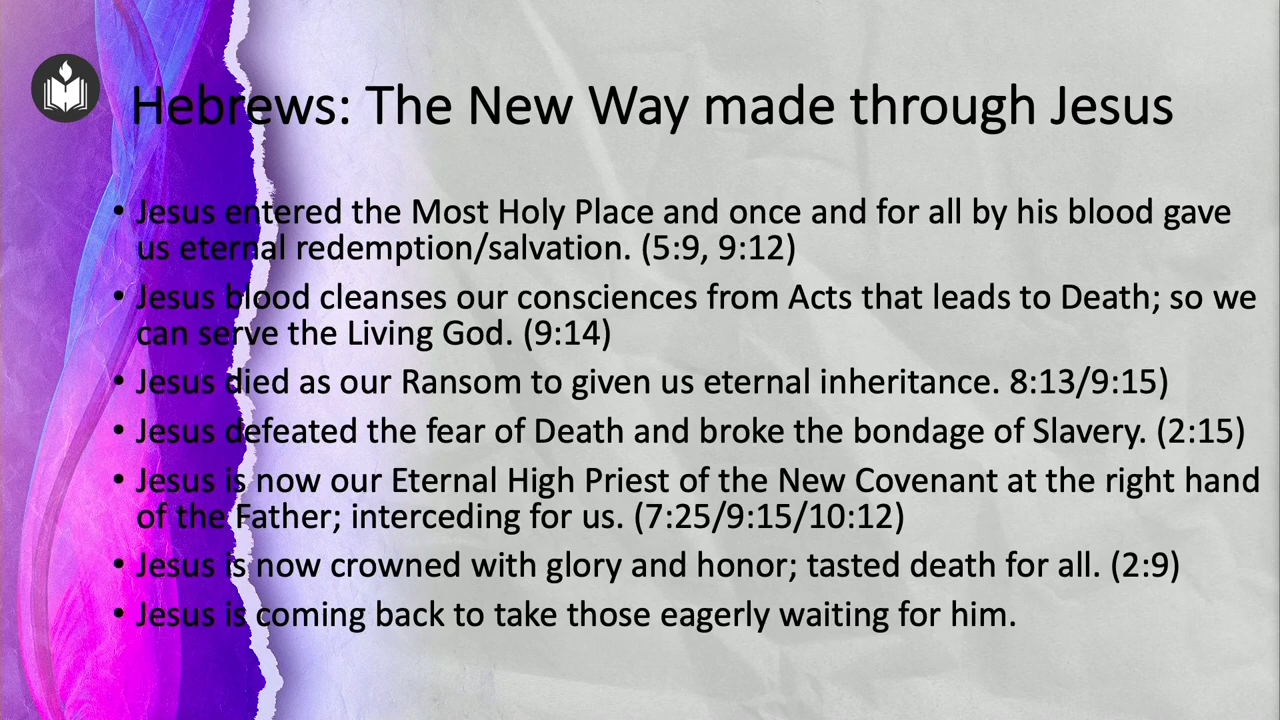 Hebrews: The New Way made through Jesus
• Jesus entered the Most Holy Place and once and for all by his blood gave
us eternal redemption/salvation. (5:9, 9:12)
• Jesus blood cleanses our consciences from Acts that leads to Death; so we
can serve the Living God. (9:14)
• Jesus died as our Ransom to given us eternal inheritance. 8:13/9:15)
• Jesus defeated the fear of Death and broke the bondage of Slavery. (2:15)
• Jesus is now our Eternal High Priest of the New Covenant at the right hand
of the Father; interceding for us. (7:25/9:15/10:12)
• Jesus is now crowned with glory and honor; tasted death for all. (2:9)
• Jesus is coming back to take those eagerly waiting for him.